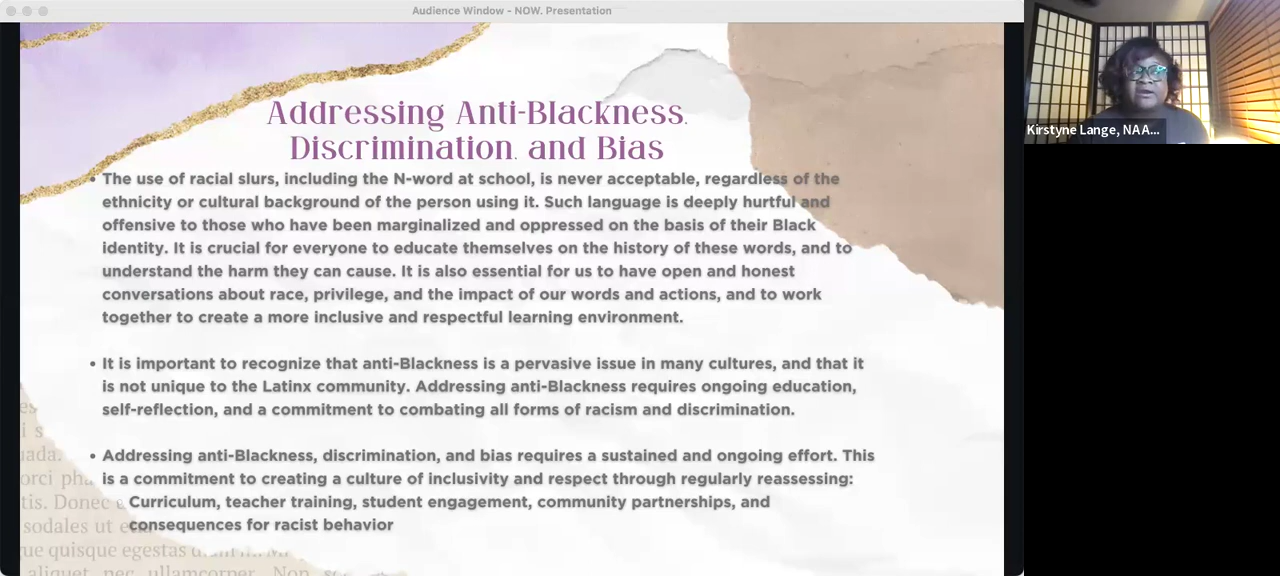 Audience Window - NOW. Presentation
Addressing Anti-Blackness,
Discrimination, and Bias
• The use of racial slurs, including the N-word at school, is never acceptable, regardless of the
ethnicity or cultural background of the person using it. Such language is deeply hurtful and
offensive to those who have been marginalized and oppressed on the basis of their Black
identity. It is crucial for everyone to educate themselves on the history of these words, and to
understand the harm they can cause. It is also essential for us to have open and honest
conversations about race, privilege, and the impact of our words and actions, and to work
together to create a more inclusive and respectful learning environment.
• It is important to recognize that anti-Blackness is a pervasive issue in many cultures, and that it
is not unique to the Latinx community. Addressing anti-Blackness requires ongoing education,
self-reflection, and a commitment to combating all forms of racism and discrimination.
• Addressing anti-Blackness, discrimination, and bias requires a sustained and ongoing effort. This
is a commitment to creating a culture of inclusivity and respect through regularly reassessing:
Curriculum, teacher training, student engagement, community partnerships, and
consequences for racist behavior
tis. Donec
sodales ut
quisque egestas
aliquet nec ullamcorper. Non
Kirstyne Lange, NAA...